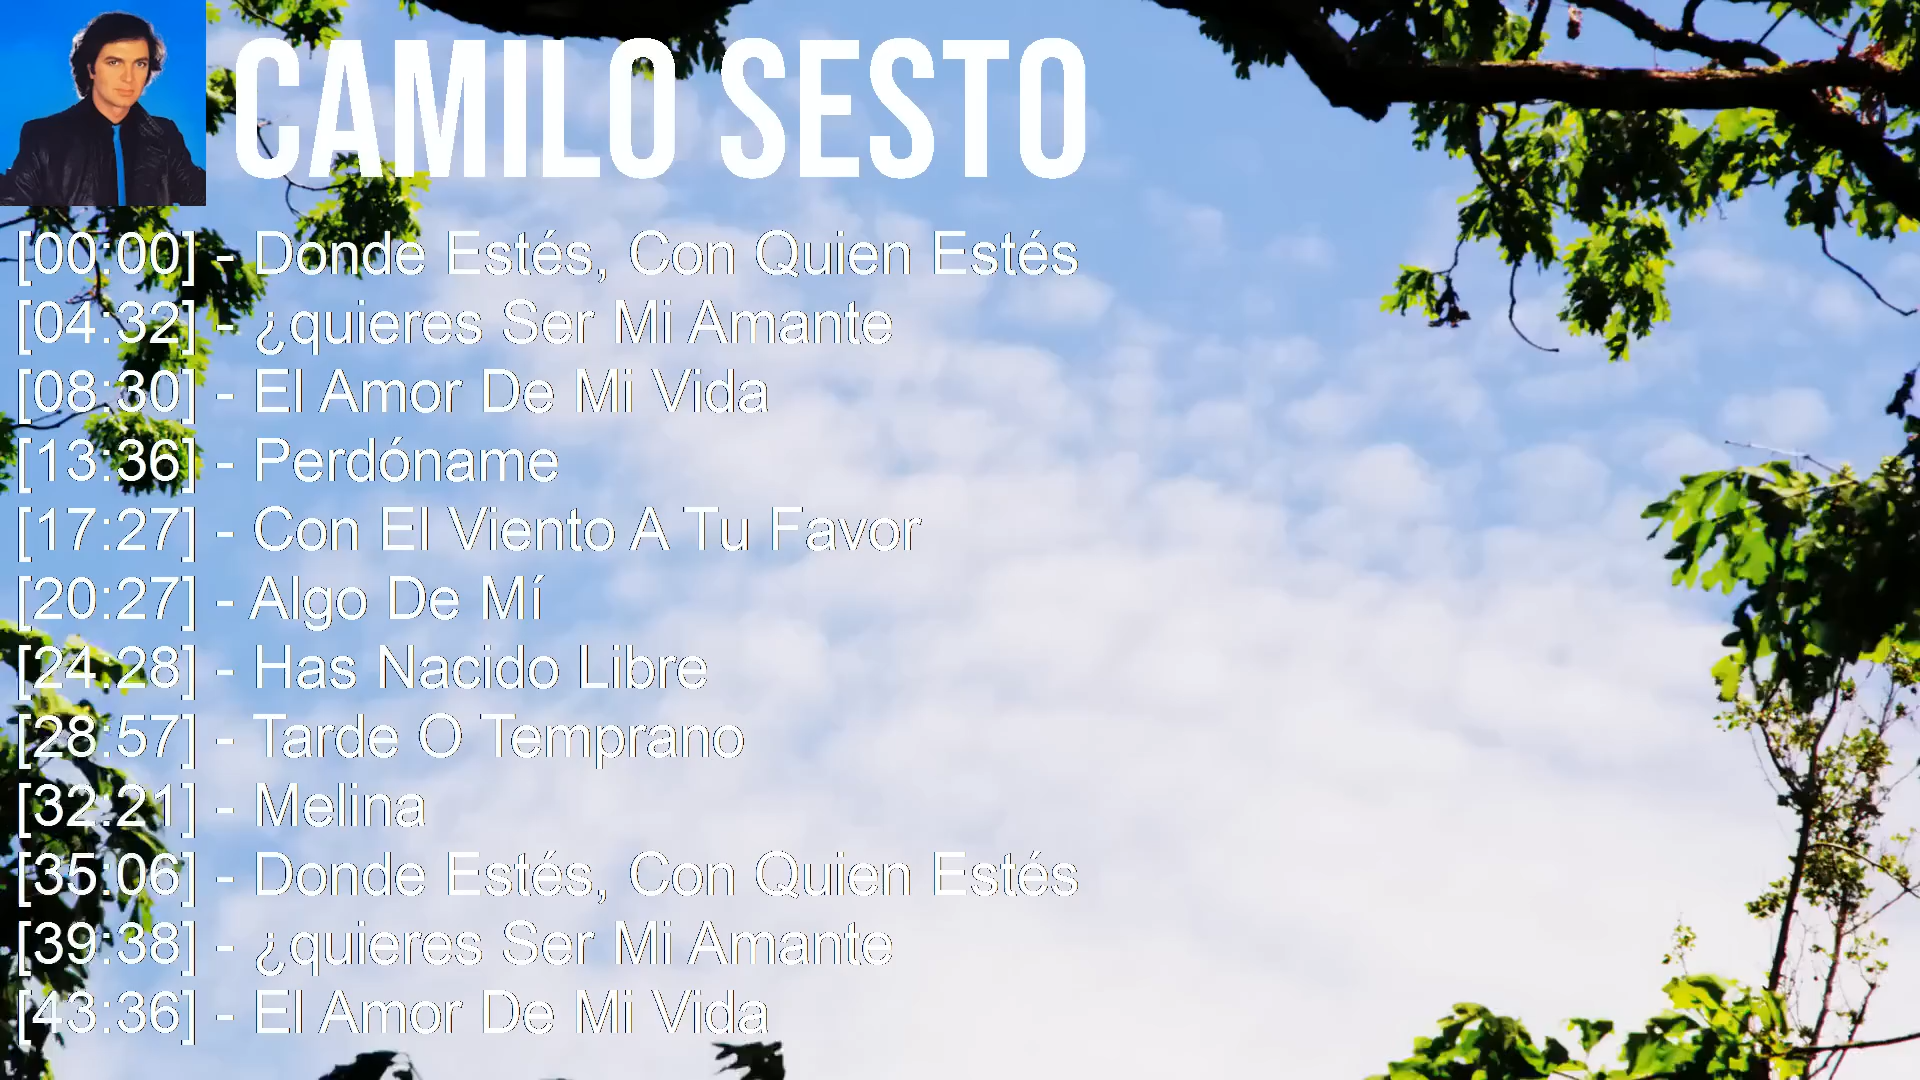 CAMILO SESTO
[00:00] - Donde Estés, Con Quien Estés
[04:32] - ¿quieres Ser Mi Amante
[08:30] - El Amor De Mi Vida
[13:36] - Perdóname
[17:27] - Con El Viento A Tu Favor
[20:27] - Algo De Mí
[24:28] - Has Nacido Libre
[28:57] - Tarde O Temprano
[32:21] - Melina
[35:06] - Donde Estés, Con Quien Estés
[39:38] - ¿quieres Ser Mi Amante
[43:36] - El Amor De Mi Vida